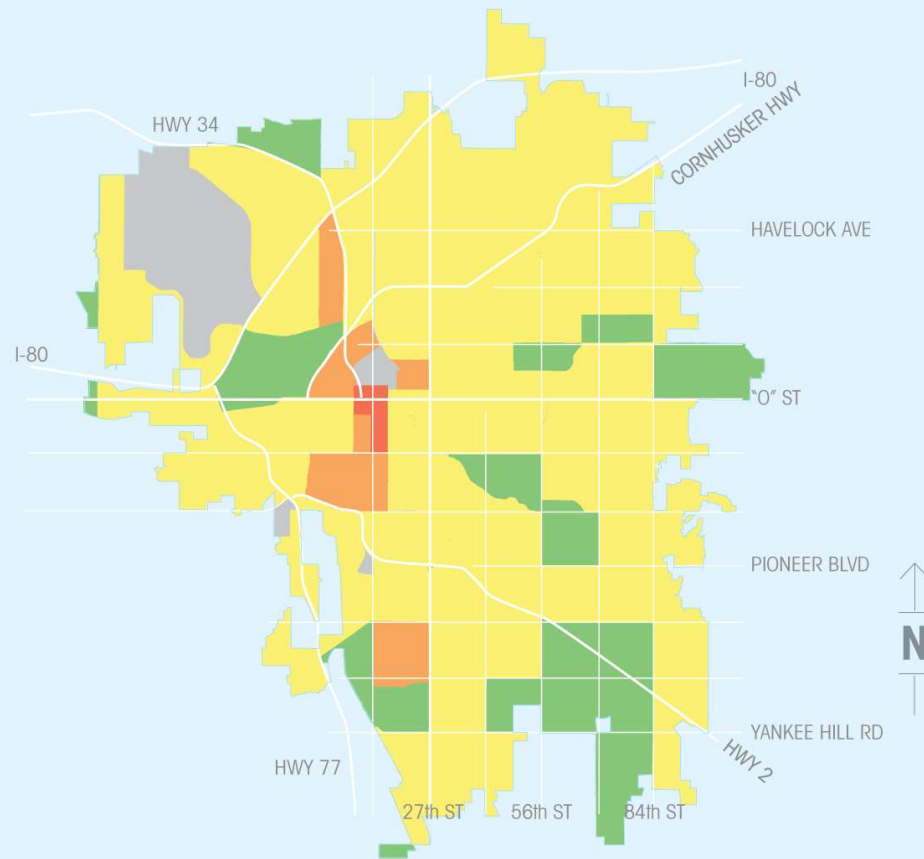 I-80
HWY 34
CORNHUSKER HWY
HAVELOCK AVE
I-80
"O" ST
PIONEER BLVD
N
YANKEE HILL RD
HWY 2
HWY 77
27th ST
56th ST
84th ST